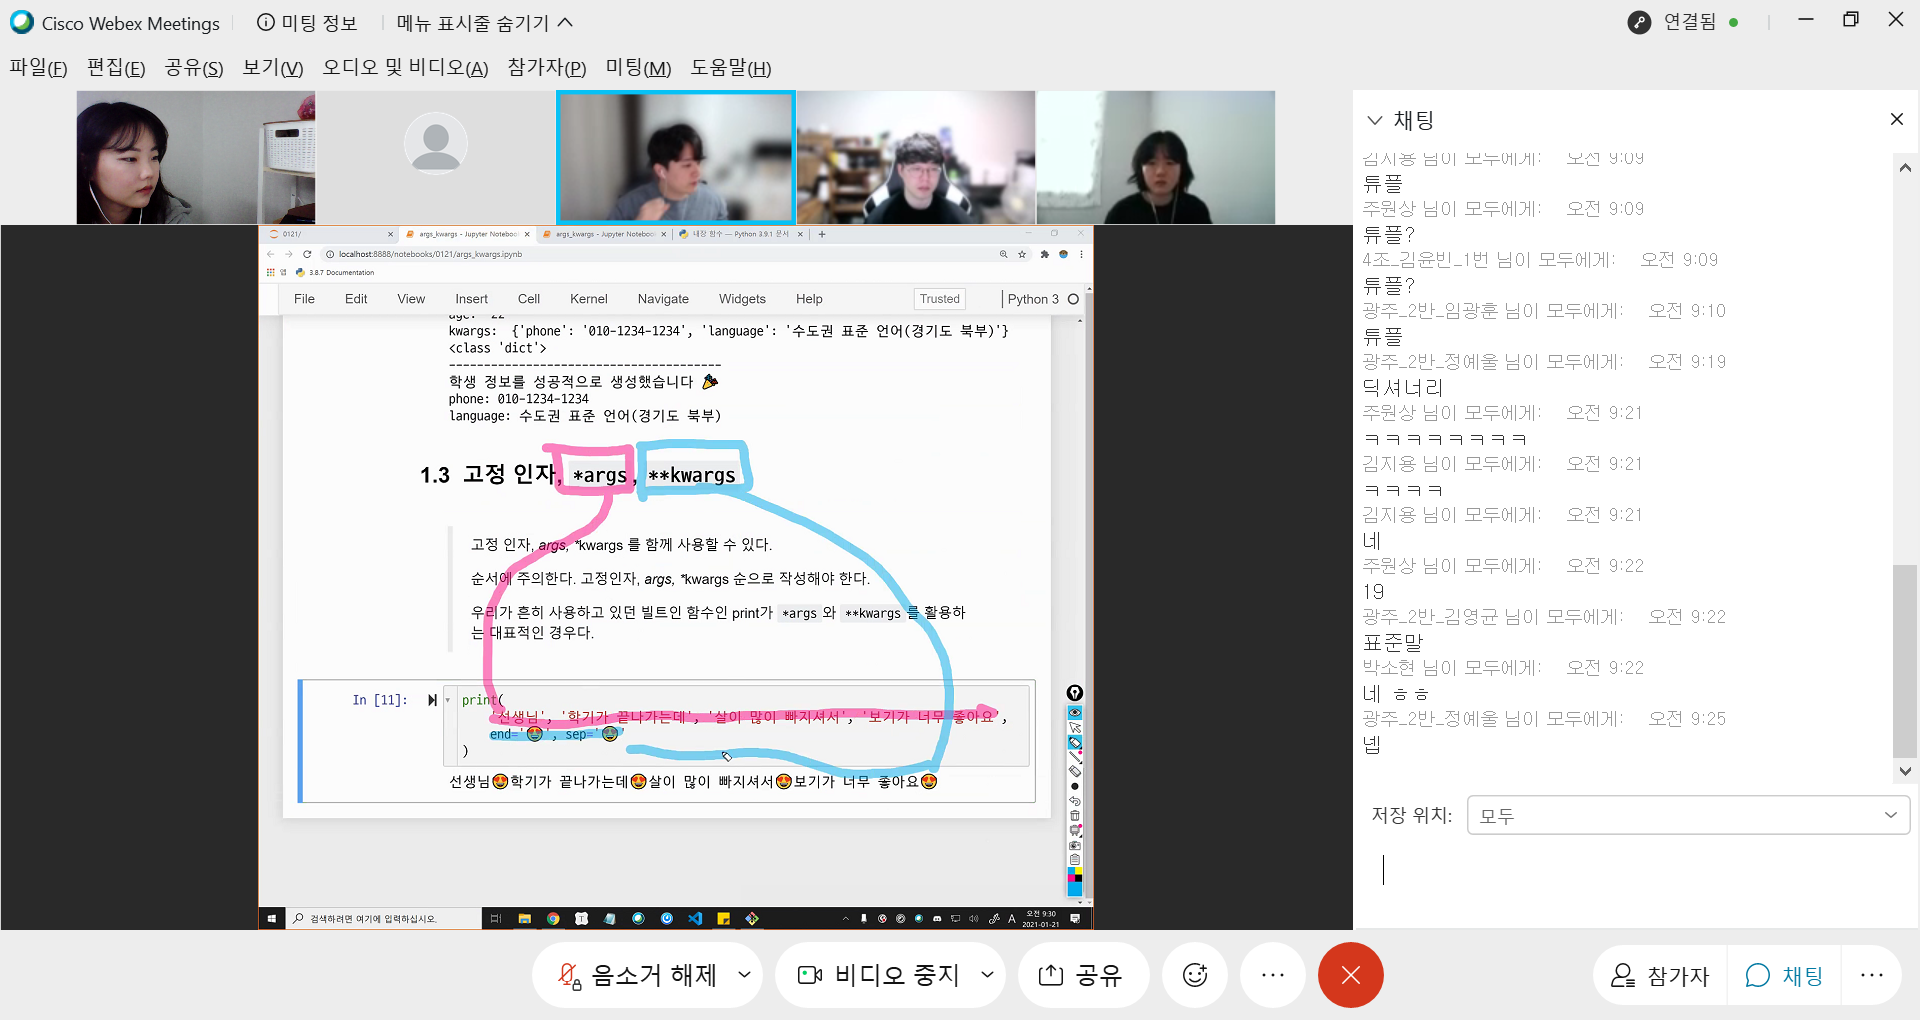 Cisco Webex Meetings
미팅 정보
메뉴 표시줄 숨기기
연결됨
파일(F) 편집(E) 공유(S) 보기(V) 오디오 및 비디오(A) 참가자(P) 미팅(M) 도움말(H)
0121/
args_kwargs - Jupyter Notebo
args_kwargs - Jupyter Notebook
내장 함수 — Python 3.9.1 문서
localhost:8888/notebooks/0121/args_kwargs.ipynb
앱 3.8.7 Documentation
File Edit View Insert Cell Kernel Navigate Widgets Help Trusted Python 3
age: 22
kwargs: {'phone': '010-1234-1234', 'language': '수도권 표준 언어(경기도 북부)'}
<class 'dict'>
---------------------------------------
학생 정보를 성공적으로 생성했습니다 🎉
phone: 010-1234-1234
language: 수도권 표준 언어(경기도 북부)
1.3 고정 인자, *args, **kwargs
고정 인자, args, *kwargs 를 함께 사용할 수 있다.
순서에 주의한다. 고정인자, args, *kwargs 순으로 작성해야 한다.
우리가 흔히 사용하고 있던 빌트인 함수인 print가 *args 와 **kwargs 를 활용하
는 대표적인 경우다.
In [11]: print(
'선생님', '학기가 끝나가는데', '살이 많이 빠지셔서', '보기가 너무 좋아요',
end='😍', sep='😍'
)
선생님😍학기가 끝나가는데😍살이 많이 빠지셔서😍보기가 너무 좋아요😍
검색하려면 여기에 입력하십시오.
A
오전 9:30
2021-01-21
채팅
김지용 님이 모두에게: 오전 9:09
튜플
주원상 님이 모두에게: 오전 9:09
튜플?
4조_김윤빈_1번 님이 모두에게: 오전 9:09
튜플?
광주_2반_임광훈 님이 모두에게: 오전 9:10
튜플
광주_2반_정예울 님이 모두에게: 오전 9:19
딕셔너리
주원상 님이 모두에게: 오전 9:21
ㅋㅋㅋㅋㅋㅋㅋㅋ
김지용 님이 모두에게: 오전 9:21
ㅋㅋㅋㅋ
김지용 님이 모두에게: 오전 9:21
네
주원상 님이 모두에게: 오전 9:22
19
광주_2반_김영균 님이 모두에게: 오전 9:22
표준말
박소현 님이 모두에게: 오전 9:22
네 ㅎㅎ
광주_2반_정예울 님이 모두에게: 오전 9:25
넵
저장 위치: 모두
음소거 해제
비디오 중지
공유
참가자
채팅